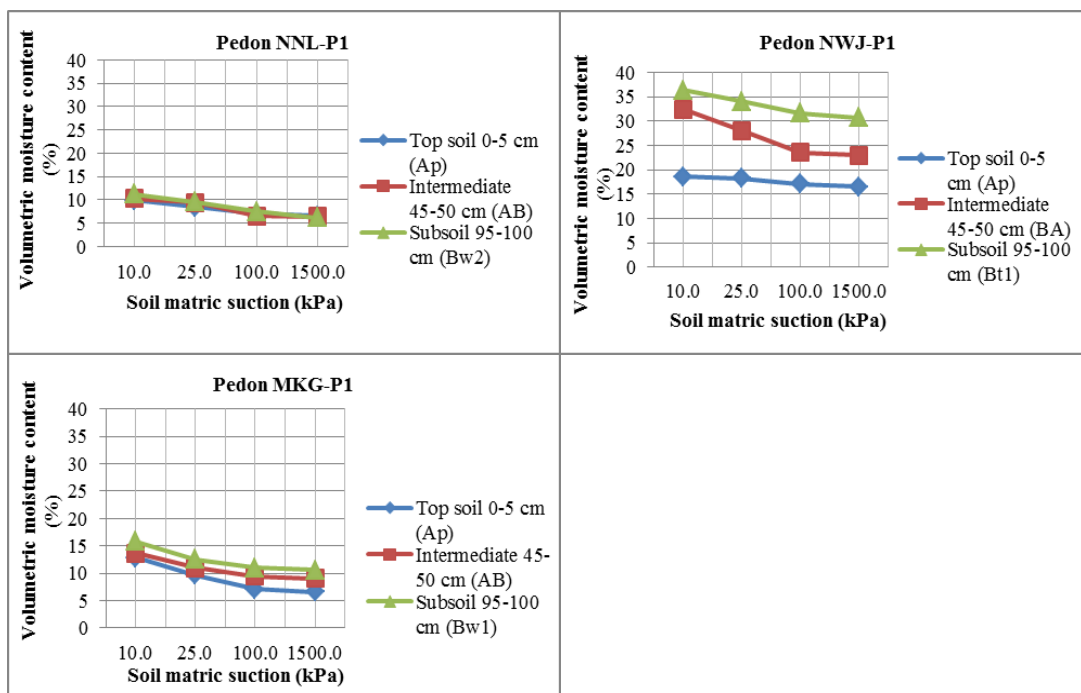 Pedon NNL-P1
Volumetric moisture content
(%)
40
35
30
25
20
15
10
5
0
10.0 25.0 100.0 1500.0
Soil matric suction (kPa)
Top soil 0-5 cm
(Ap)
Intermediate
45-50 cm (AB)
Subsoil 95-100
cm (Bw2)
Pedon NWJ-P1
Volumetric moisture content
(%)
40
35
30
25
20
15
10
5
0
10.0 25.0 100.0 1500.0
Soil matric suction (kPa)
Top soil 0-5
cm (Ap)
Intermediate
45-50 cm (BA)
Subsoil 95-100
cm (Bt1)
Pedon MKG-P1
Volumetric moisture content
(%)
40
35
30
25
20
15
10
5
0
10.0 25.0 100.0 1500.0
Soil matric suction (kPa)
Top soil 0-5 cm
(Ap)
Intermediate 45-
50 cm (AB)
Subsoil 95-100
cm (Bw1)